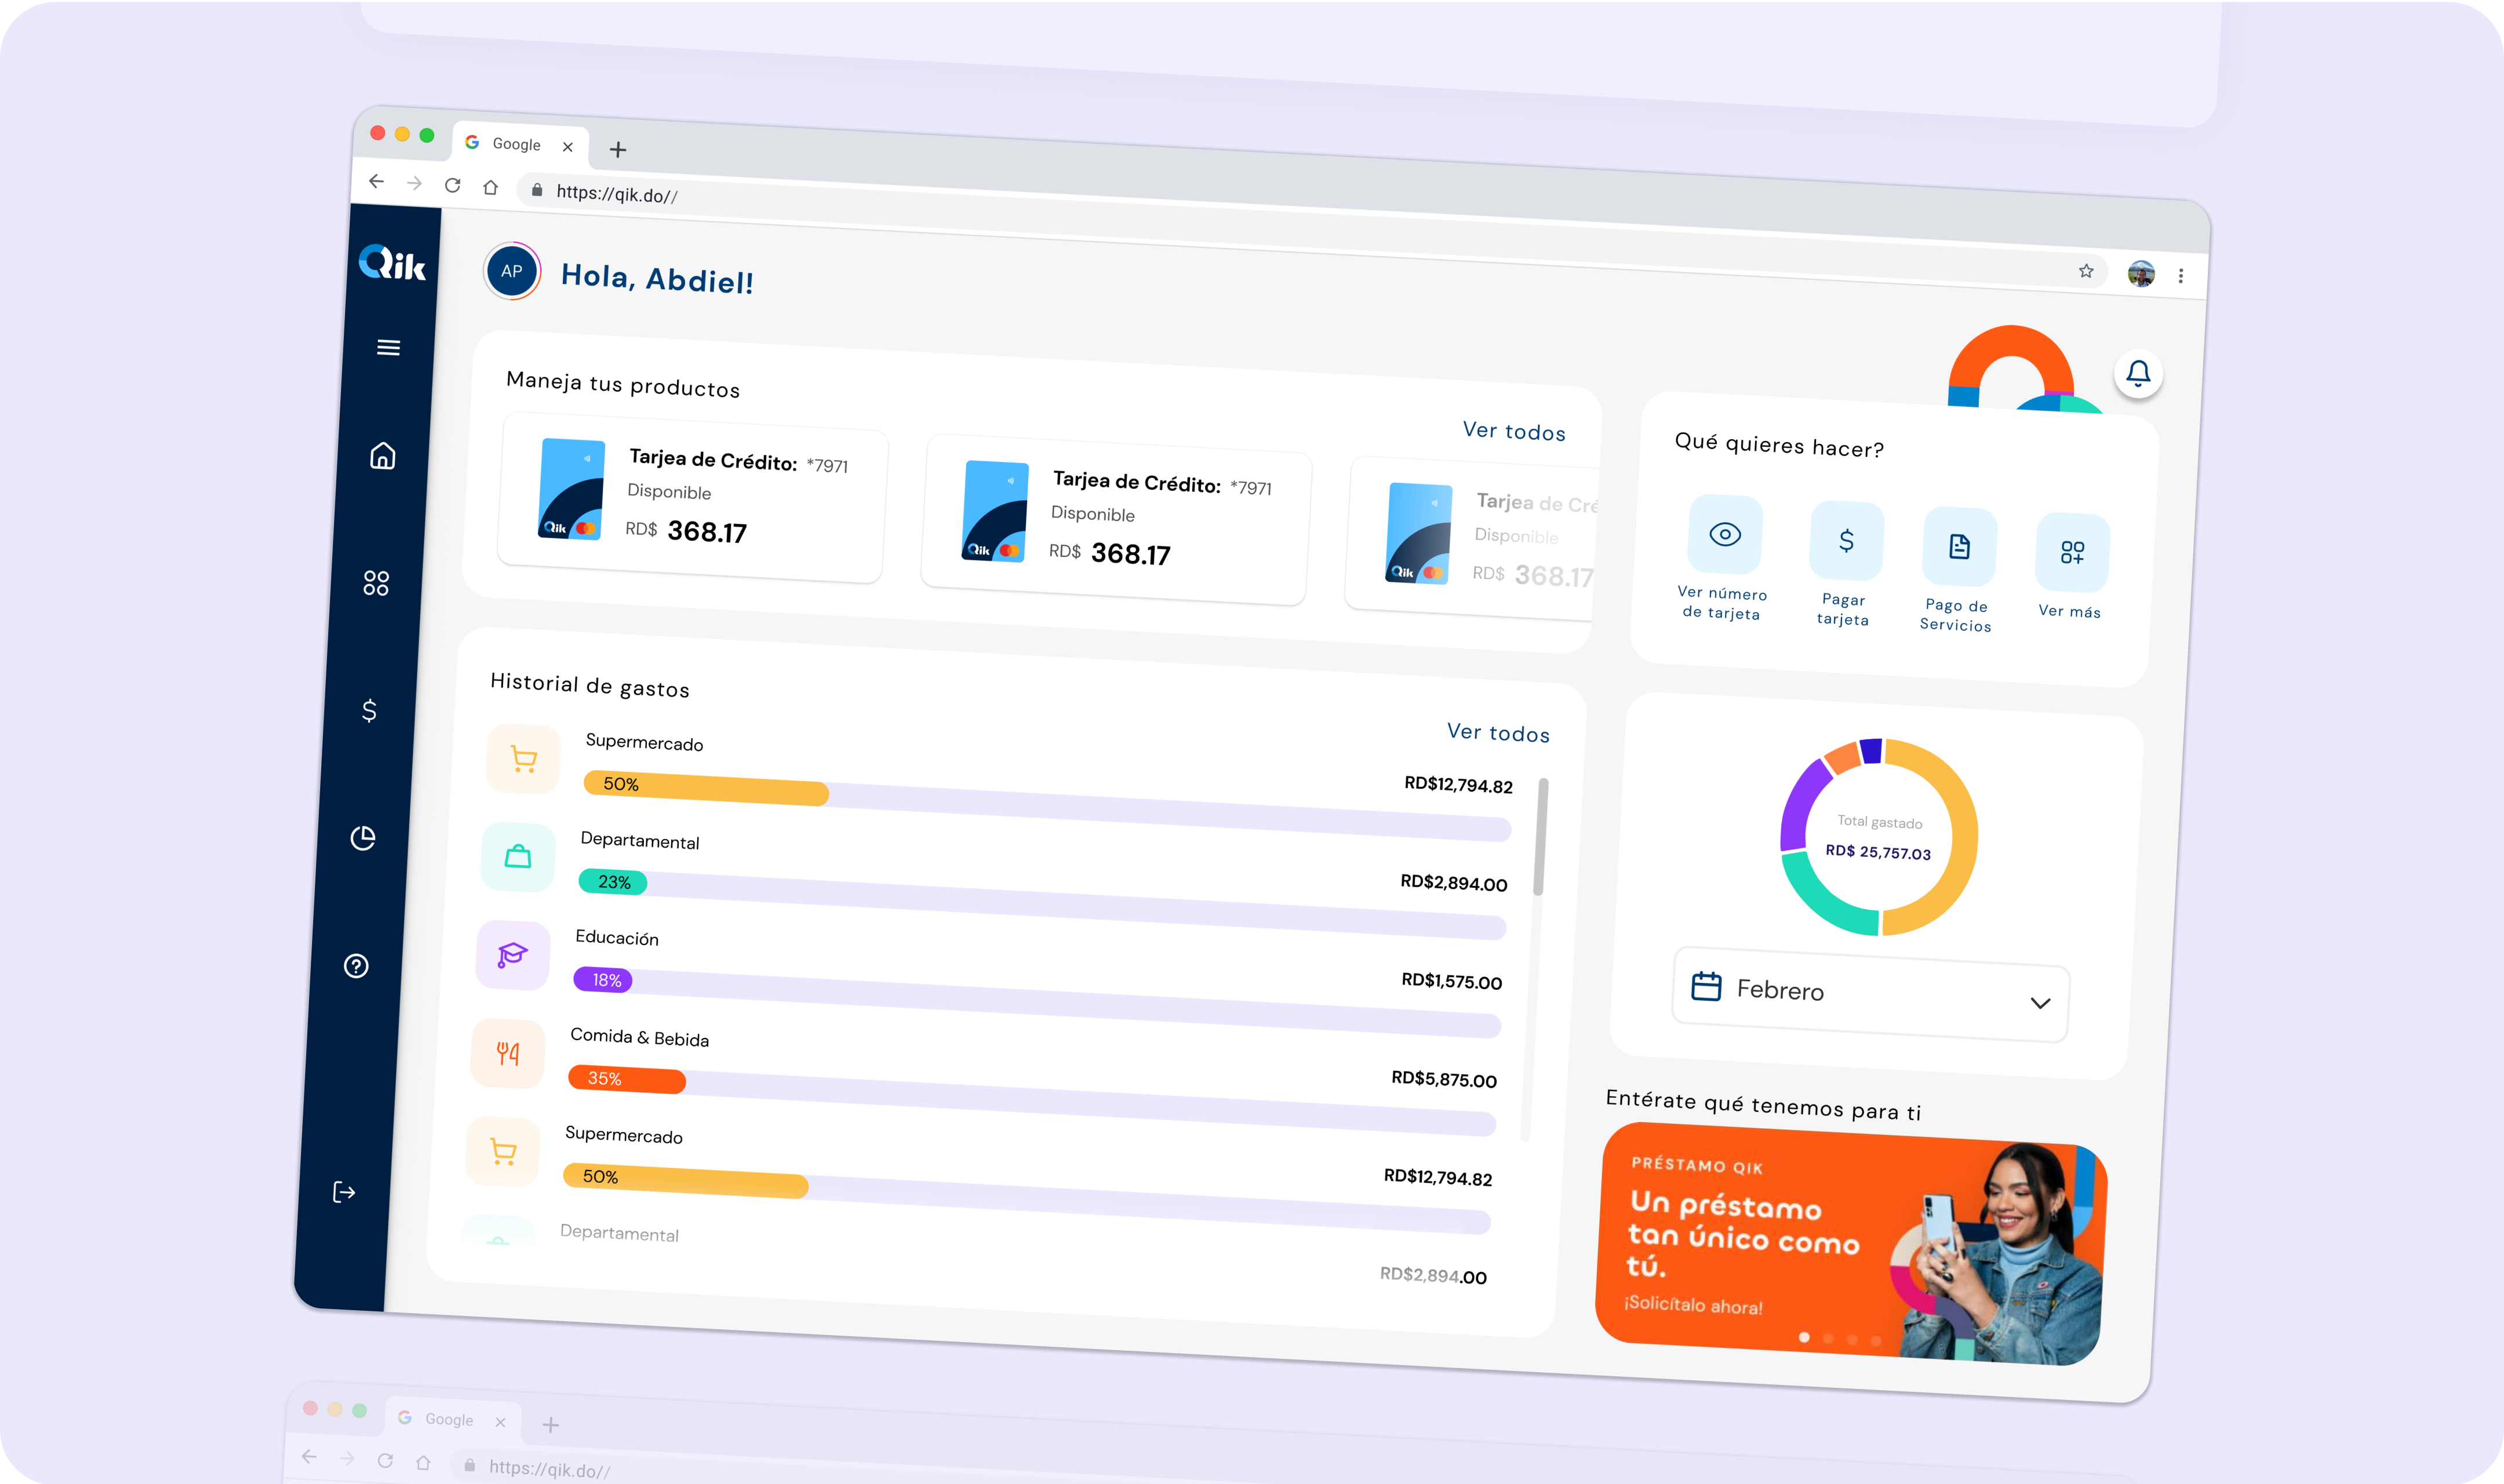 Google
https://qik.do//
Qik
AP
Hola, Abdiel!
Maneja tus productos
Ver todos
Tarjea de Crédito: *7971
Disponible
RD$ 368.17
Qik
Tarjea de Crédito: *7971
Disponible
RD$ 368.17
Qik
Tarjea de Cré
Disponible
RD$ 368.17
Qik
Qué quieres hacer?
Ver número
de tarjeta
Pagar
tarjeta
Pago de
Servicios
Ver más
Historial de gastos
Ver todos
Supermercado
50%
RD$12,794.82
Departamental
23%
RD$2,894.00
Educación
18%
RD$1,575.00
Comida & Bebida
35%
RD$5,875.00
Supermercado
50%
RD$12,794.82
Departamental
RD$2,894.00
Total gastado
RD$ 25,757.03
Febrero
Entérate qué tenemos para ti
PRÉSTAMO QIK
Un préstamo
tan único como
tú.
¡Solicítalo ahora!
Google
https://qik.do//